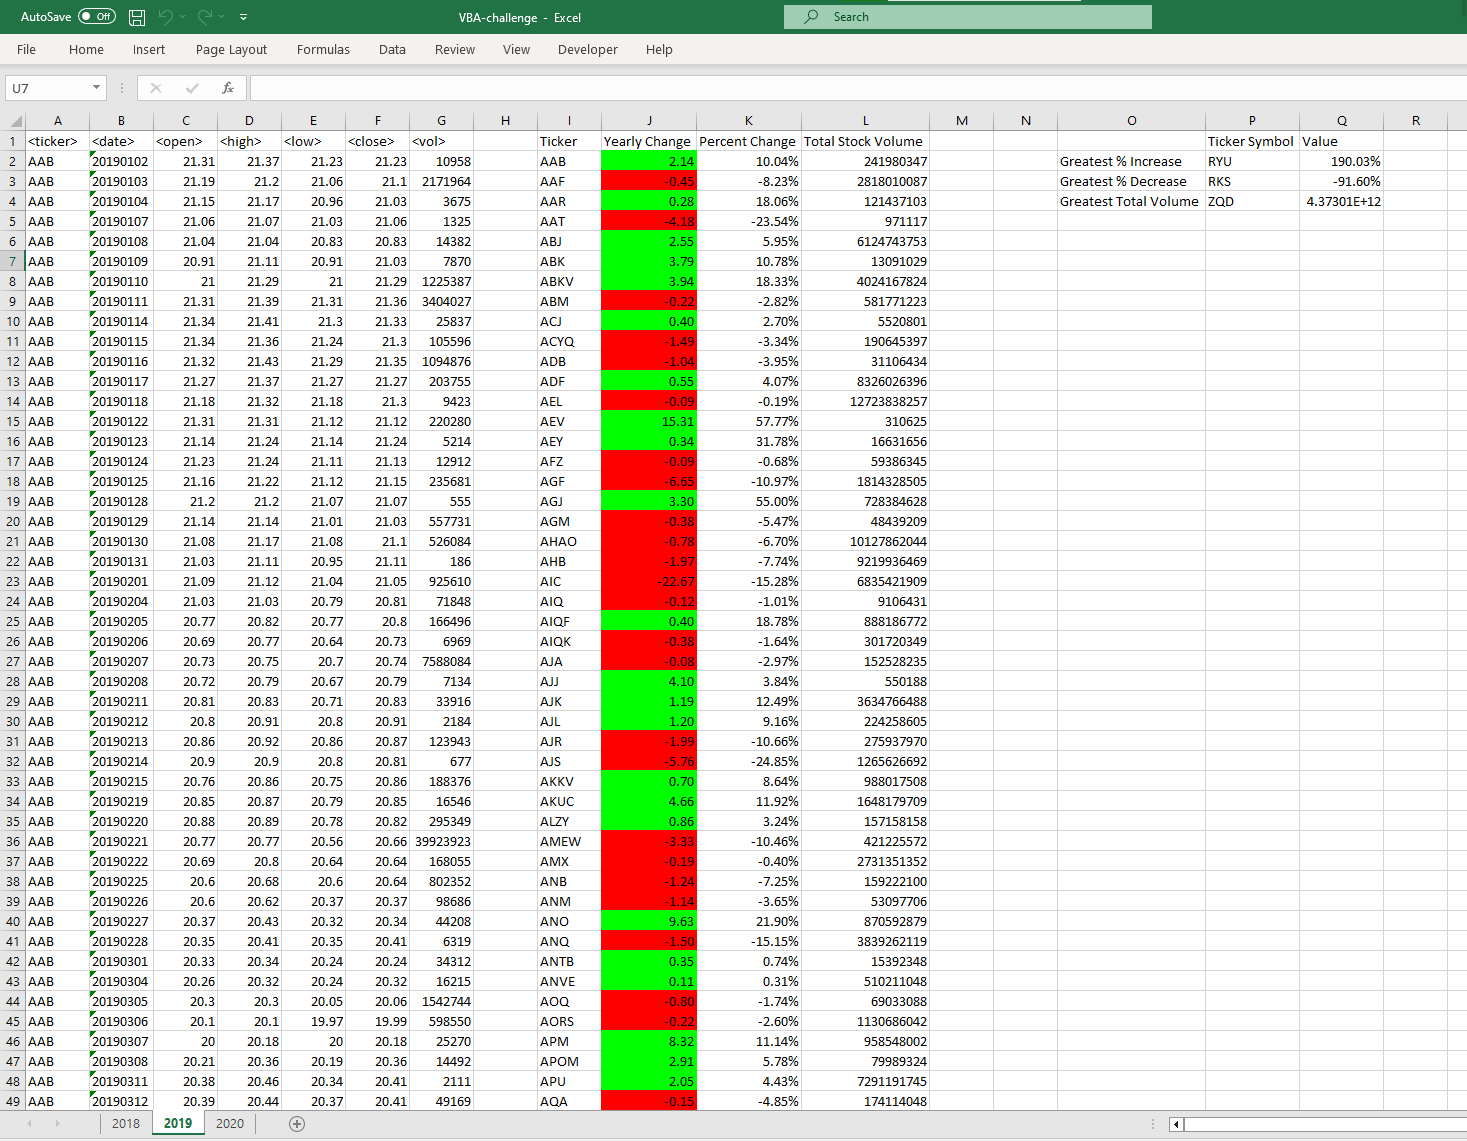 AutoSave Off VBA-challenge - Excel Search
File Home Insert Page Layout Formulas Data Review View Developer Help
U7 fx
A B C D E F G H I J K L M N O P Q R
1 <ticker> <date> <open> <high> <low> <close> <vol> Ticker Yearly Change Percent Change Total Stock Volume Ticker Symbol Value
2 AAB 20190102 21.31 21.37 21.23 21.23 10958 AAB 2.14 10.04% 241980347 Greatest % Increase RYU 190.03%
3 AAB 20190103 21.19 21.2 21.06 21.1 2171964 AAF -0.45 -8.23% 2818010087 Greatest % Decrease RKS -91.60%
4 AAB 20190104 21.15 21.17 20.96 21.03 3675 AAR 0.28 18.06% 121437103 Greatest Total Volume ZQD 4.37301E+12
5 AAB 20190107 21.06 21.07 21.03 21.06 1325 AAT -4.18 -23.54% 971117
6 AAB 20190108 21.04 21.04 20.83 20.83 14382 ABJ 2.55 5.95% 6124743753
7 AAB 20190109 20.91 21.11 20.91 21.03 7870 ABK 3.79 10.78% 13091029
8 AAB 20190110 21 21.29 21 21.29 1225387 ABKV 3.94 18.33% 4024167824
9 AAB 20190111 21.31 21.39 21.31 21.36 3404027 ABM -0.22 -2.82% 581771223
10 AAB 20190114 21.34 21.41 21.3 21.33 25837 ACJ 0.40 2.70% 5520801
11 AAB 20190115 21.34 21.36 21.24 21.3 105596 ACYQ -1.49 -3.34% 190645397
12 AAB 20190116 21.32 21.43 21.29 21.35 1094876 ADB -1.04 -3.95% 31106434
13 AAB 20190117 21.27 21.37 21.27 21.27 203755 ADF 0.55 4.07% 8326026396
14 AAB 20190118 21.18 21.32 21.18 21.3 9423 AEL -0.09 -0.19% 12723838257
15 AAB 20190122 21.31 21.31 21.12 21.12 220280 AEV 15.31 57.77% 310625
16 AAB 20190123 21.14 21.24 21.14 21.24 5214 AEY 0.34 31.78% 16631656
17 AAB 20190124 21.23 21.24 21.11 21.13 12912 AFZ -0.09 -0.68% 59386345
18 AAB 20190125 21.16 21.22 21.12 21.15 235681 AGF -6.65 -10.97% 1814328505
19 AAB 20190128 21.2 21.2 21.07 21.07 555 AGJ 3.30 55.00% 728384628
20 AAB 20190129 21.14 21.14 21.01 21.03 557731 AGM -0.38 -5.47% 48439209
21 AAB 20190130 21.08 21.17 21.08 21.1 526084 AHAO -0.78 -6.70% 10127862044
22 AAB 20190131 21.03 21.11 20.95 21.11 186 AHB -1.97 -7.74% 9219936469
23 AAB 20190201 21.09 21.12 21.04 21.05 925610 AIC -22.67 -15.28% 6835421909
24 AAB 20190204 21.03 21.03 20.79 20.81 71848 AIQ -0.12 -1.01% 9106431
25 AAB 20190205 20.77 20.82 20.77 20.8 166496 AIQF 0.40 18.78% 888186772
26 AAB 20190206 20.69 20.77 20.64 20.73 6969 AIQK -0.38 -1.64% 301720349
27 AAB 20190207 20.73 20.75 20.7 20.74 7588084 AJA -0.08 -2.97% 152528235
28 AAB 20190208 20.72 20.79 20.67 20.79 7134 AJJ 4.10 3.84% 550188
29 AAB 20190211 20.81 20.83 20.71 20.83 33916 AJK 1.19 12.49% 3634766488
30 AAB 20190212 20.8 20.91 20.8 20.91 2184 AJL 1.20 9.16% 224258605
31 AAB 20190213 20.86 20.92 20.86 20.87 123943 AJR -1.99 -10.66% 275937970
32 AAB 20190214 20.9 20.9 20.8 20.81 677 AJS -5.76 -24.85% 1265626692
33 AAB 20190215 20.76 20.86 20.75 20.86 188376 AKKV 0.70 8.64% 988017508
34 AAB 20190219 20.85 20.87 20.79 20.85 16546 AKUC 4.66 11.92% 1648179709
35 AAB 20190220 20.88 20.89 20.78 20.82 295349 ALZY 0.86 3.24% 157158158
36 AAB 20190221 20.77 20.77 20.56 20.66 39923923 AMEW -3.33 -10.46% 421225572
37 AAB 20190222 20.69 20.8 20.64 20.64 168055 AMX -0.19 -0.40% 2731351352
38 AAB 20190225 20.6 20.68 20.6 20.64 802352 ANB -1.24 -7.25% 159222100
39 AAB 20190226 20.6 20.62 20.37 20.37 98686 ANM -1.14 -3.65% 53097706
40 AAB 20190227 20.37 20.43 20.32 20.34 44208 ANO 9.63 21.90% 870592879
41 AAB 20190228 20.35 20.41 20.35 20.41 6319 ANQ -1.50 -15.15% 3839262119
42 AAB 20190301 20.33 20.34 20.24 20.24 34312 ANTB 0.35 0.74% 15392348
43 AAB 20190304 20.26 20.32 20.24 20.32 16215 ANVE 0.11 0.31% 510211048
44 AAB 20190305 20.3 20.3 20.05 20.06 1542744 AOQ -0.80 -1.74% 69033088
45 AAB 20190306 20.1 20.1 19.97 19.99 598550 AORS -0.22 -2.60% 1130686042
46 AAB 20190307 20 20.18 20 20.18 25270 APM 8.32 11.14% 958548002
47 AAB 20190308 20.21 20.36 20.19 20.36 14492 APOM 2.91 5.78% 79989324
48 AAB 20190311 20.38 20.46 20.34 20.41 2111 APU 2.05 4.43% 7291191745
49 AAB 20190312 20.39 20.44 20.37 20.41 49169 AQA -0.15 -4.85% 174114048
2018 2019 2020